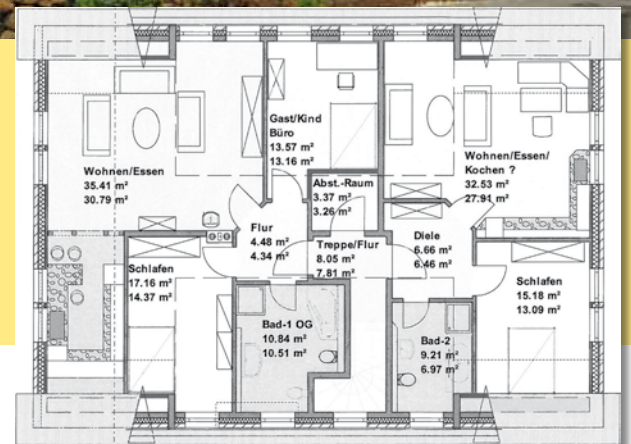 Gast/Kind
Büro
13.57 m²
13.16 m²
Wohnen/Essen
35.41 m²
30.79 m²
Wohnen/Essen/
Kochen ?
32.53 m²
27.91 m²
Abst.-Raum
3.37 m²
3.26 m²
Flur
4.48 m²
4.34 m²
Treppe/Flur
8.05 m²
7.81 m²
Diele
6.66 m²
6.46 m²
Schlafen
17.16 m²
14.37 m²
Schlafen
15.18 m²
13.09 m²
Bad-1 OG
10.84 m²
10.51 m²
Bad-2
9.21 m²
6.97 m²